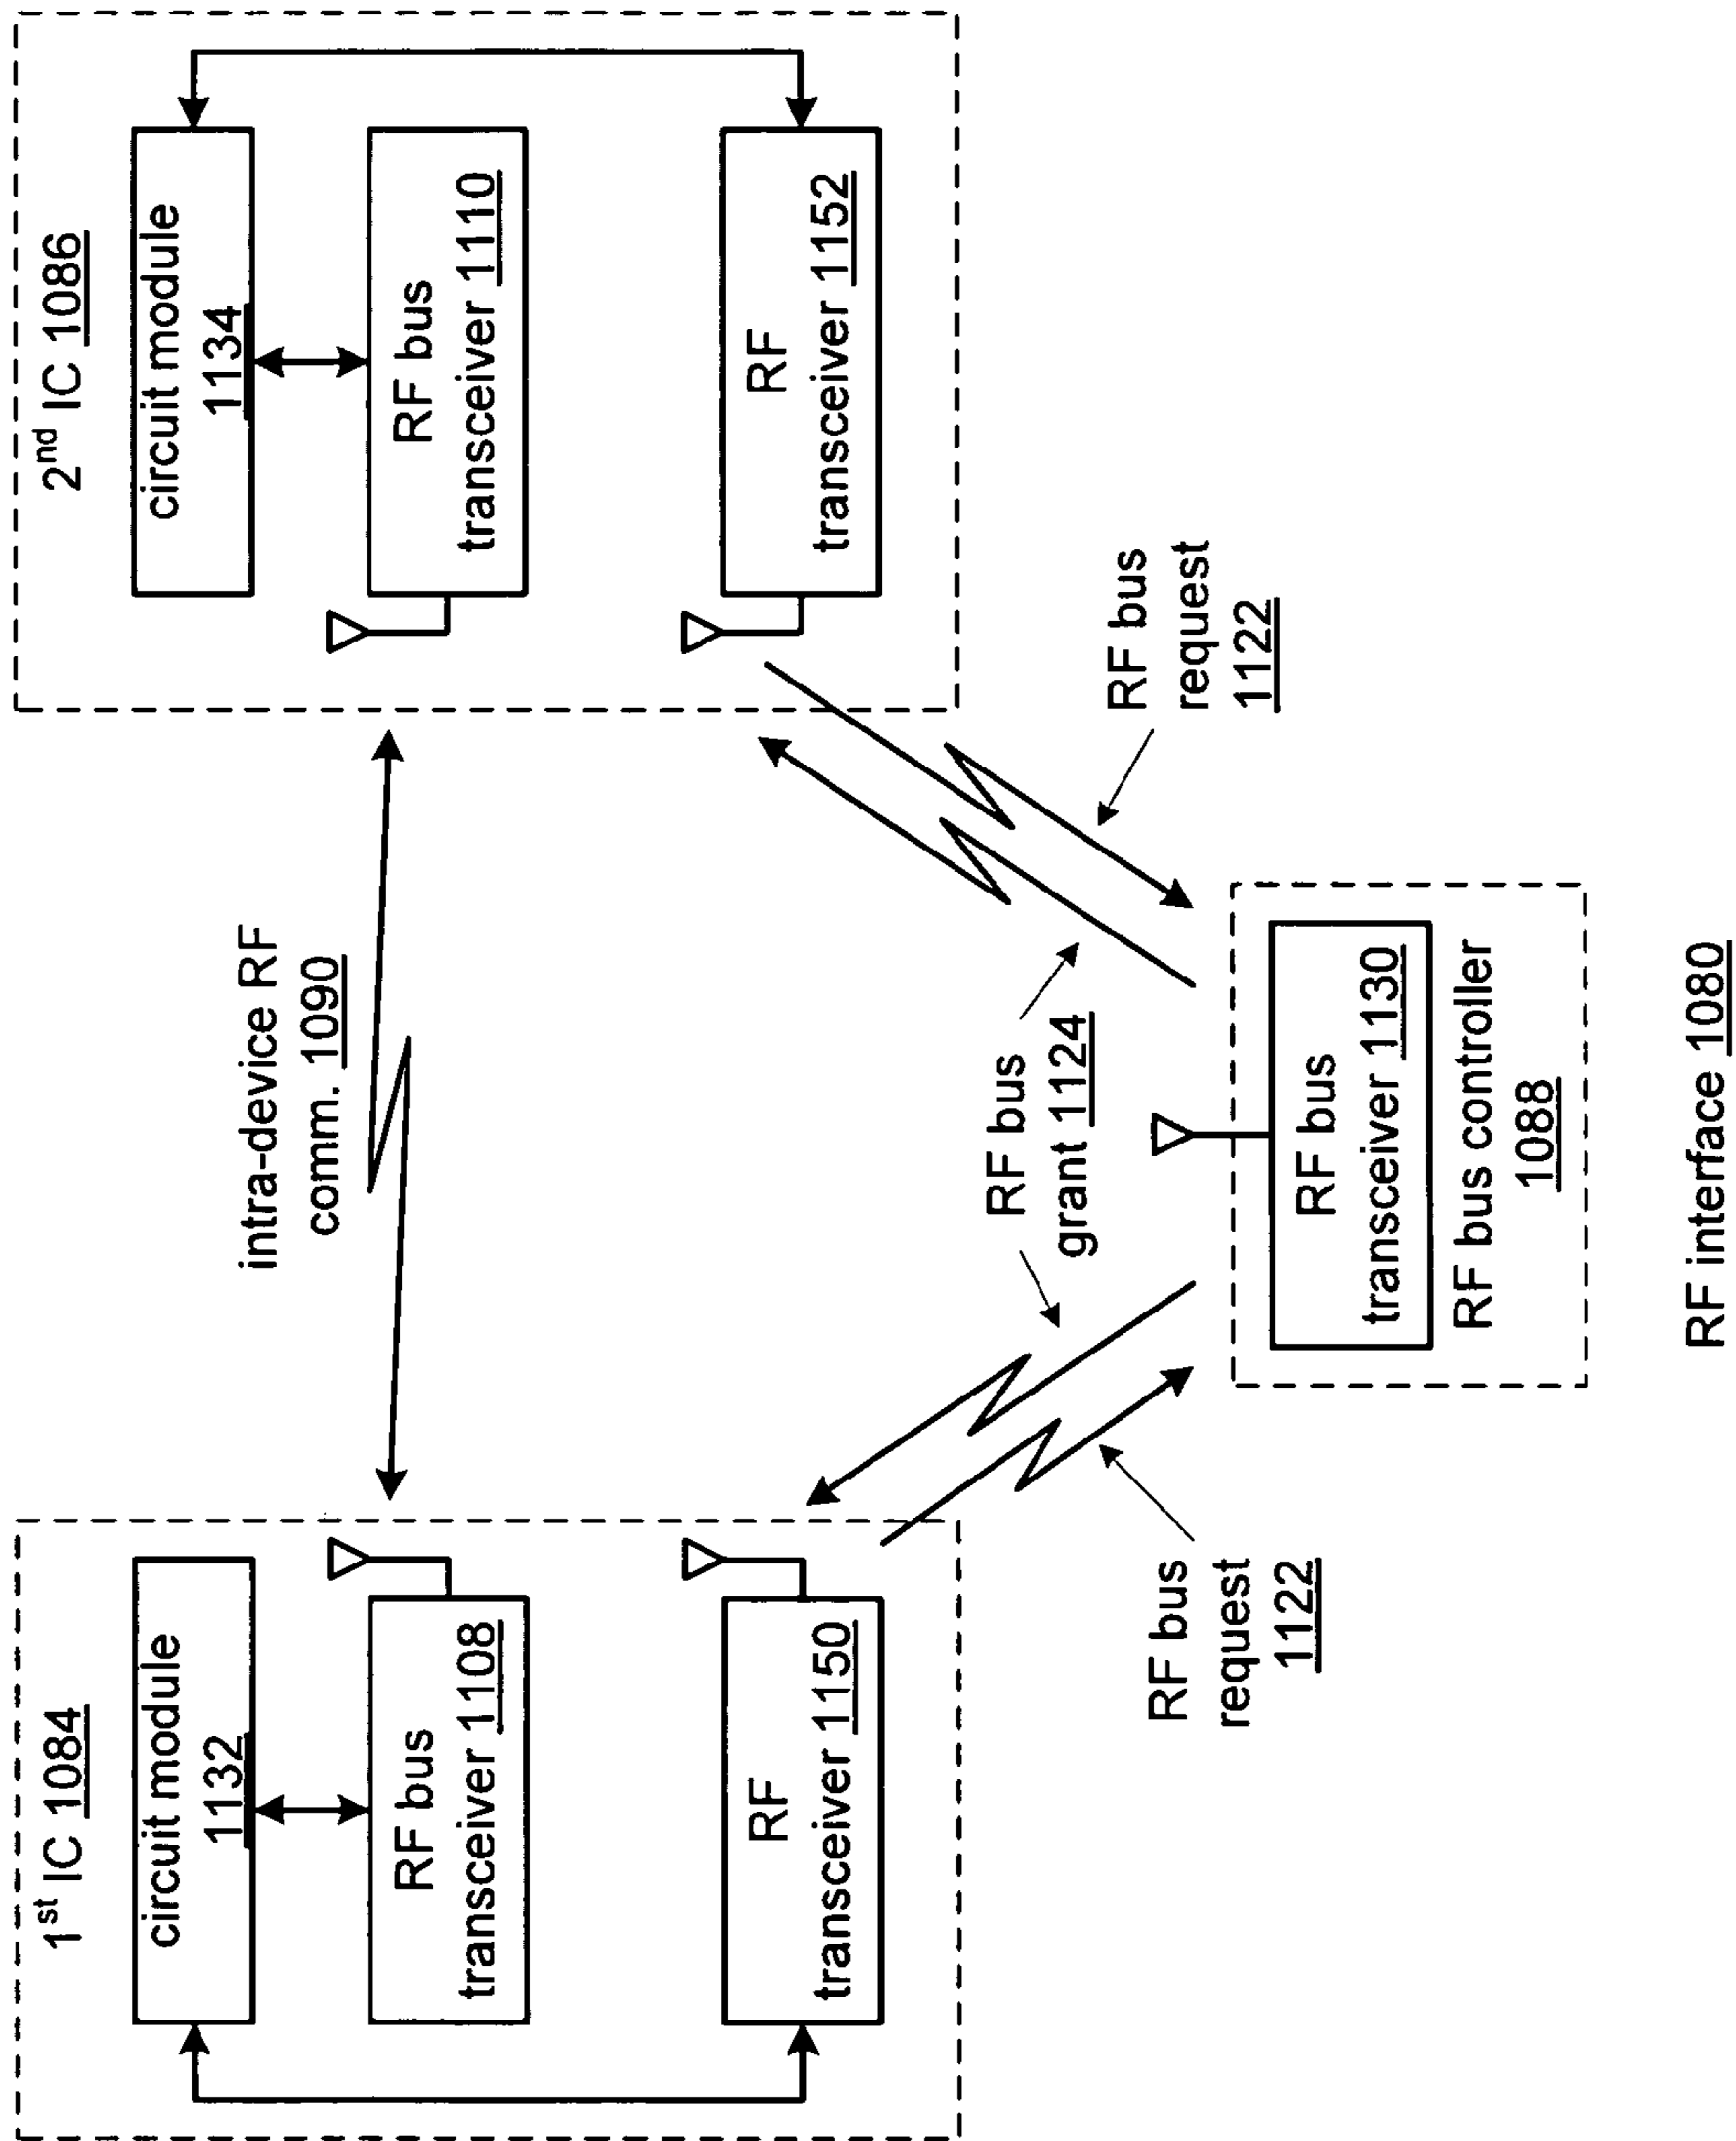 1st IC 1084
circuit module
1132
RF bus
transceiver 1108
RF
transceiver 1150
intra-device RF
comm. 1090
2nd IC 1086
circuit module
1134
RF bus
transceiver 1110
RF
transceiver 1152
RF bus
request
1122
RF bus
grant 1124
RF bus
request
1122
RF bus
transceiver 1130
RF bus controller
1088
RF interface 1080